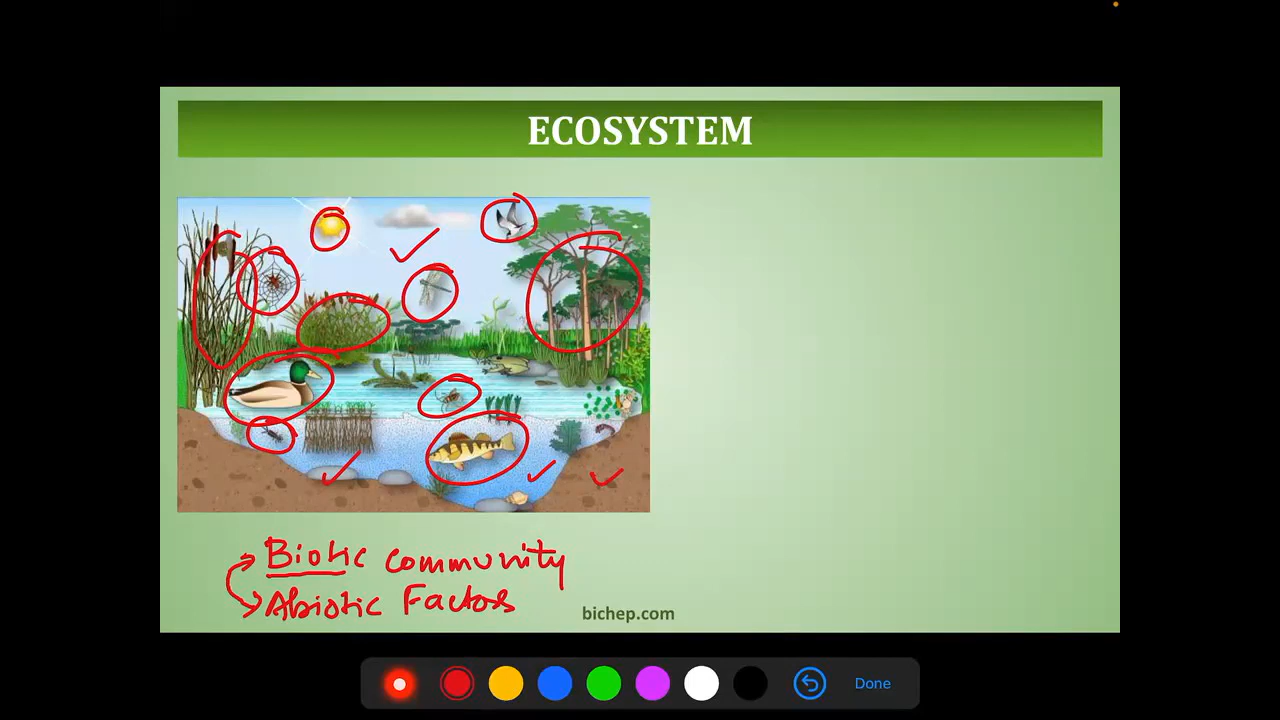 ECOSYSTEM
Biotic Community
Abiotic Factors
bichep.com
Done